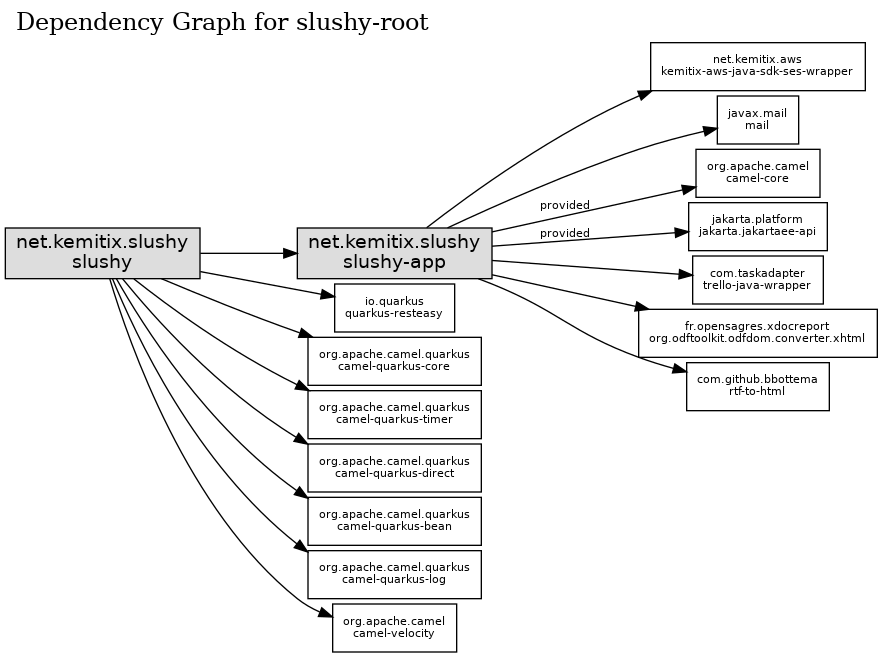 Dependency Graph for slushy-root
net.kemitix.slushy
slushy
net.kemitix.slushy
slushy-app
io.quarkus
quarkus-resteasy
org.apache.camel.quarkus
camel-quarkus-core
org.apache.camel.quarkus
camel-quarkus-timer
org.apache.camel.quarkus
camel-quarkus-direct
org.apache.camel.quarkus
camel-quarkus-bean
org.apache.camel.quarkus
camel-quarkus-log
org.apache.camel
camel-velocity
provided
provided
net.kemitix.aws
kemitix-aws-java-sdk-ses-wrapper
javax.mail
mail
org.apache.camel
camel-core
jakarta.platform
jakarta.jakartaee-api
com.taskadapter
trello-java-wrapper
fr.opensagres.xdocreport
org.odftoolkit.odfdom.converter.xhtml
com.github.bbottema
rtf-to-html